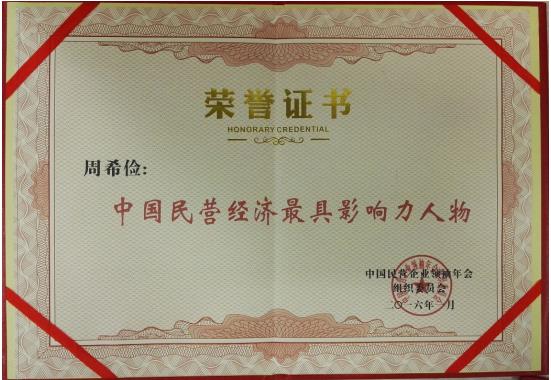 荣誉证书
HONORARY CREDENTIAL
周希俭:
中国民营经济最具影响力人物
中国民营企业领袖年会
组织委员会
二〇一六年 月